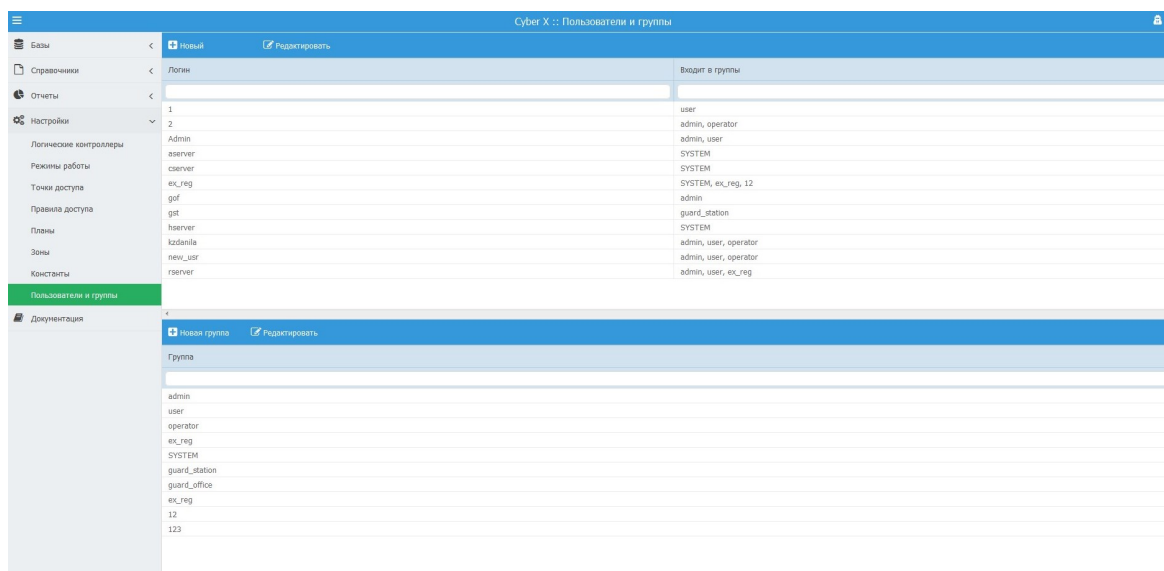 Cyber X :: Пользователи и группы
Базы
Справочники
Отчеты
Настройки
Логические контроллеры
Режимы работы
Точки доступа
Правила доступа
Планы
Зоны
Константы
Пользователи и группы
Документация
Новый Редактировать
Логин Входит в группы
1 user
2 admin, operator
Admin admin, user
aserver SYSTEM
cserver SYSTEM
ex_reg SYSTEM, ex_reg, 12
gof admin
gst guard_station
hserver SYSTEM
kzdanila admin, user, operator
new_usr admin, user, operator
rserver admin, user, ex_reg
Новая группа Редактировать
Группа
admin
user
operator
ex_reg
SYSTEM
guard_station
guard_office
ex_reg
12
123